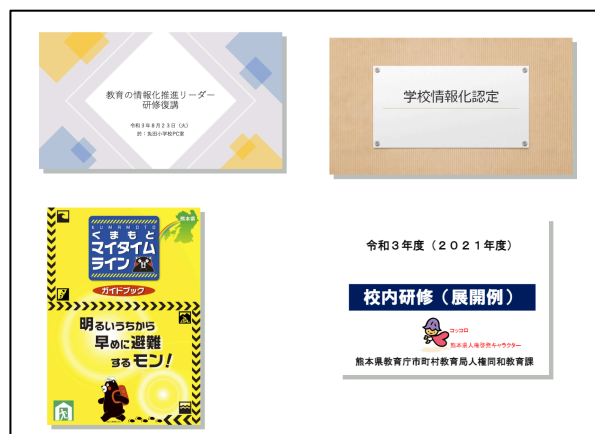 教育の情報化推進リーダー
研修復講
令和3年8月23日（火）
於：免田小学校PC室
学校情報化認定
熊本県
KUMAMOTO
くまもと
マイタイム
ライン
ガイドブック
明るいうちから
早めに避難
するモン！
令和３年度（２０２１年度）
校内研修（展開例）
コッコロ
熊本県人権啓発キャラクター
熊本県教育庁市町村教育局人権同和教育課